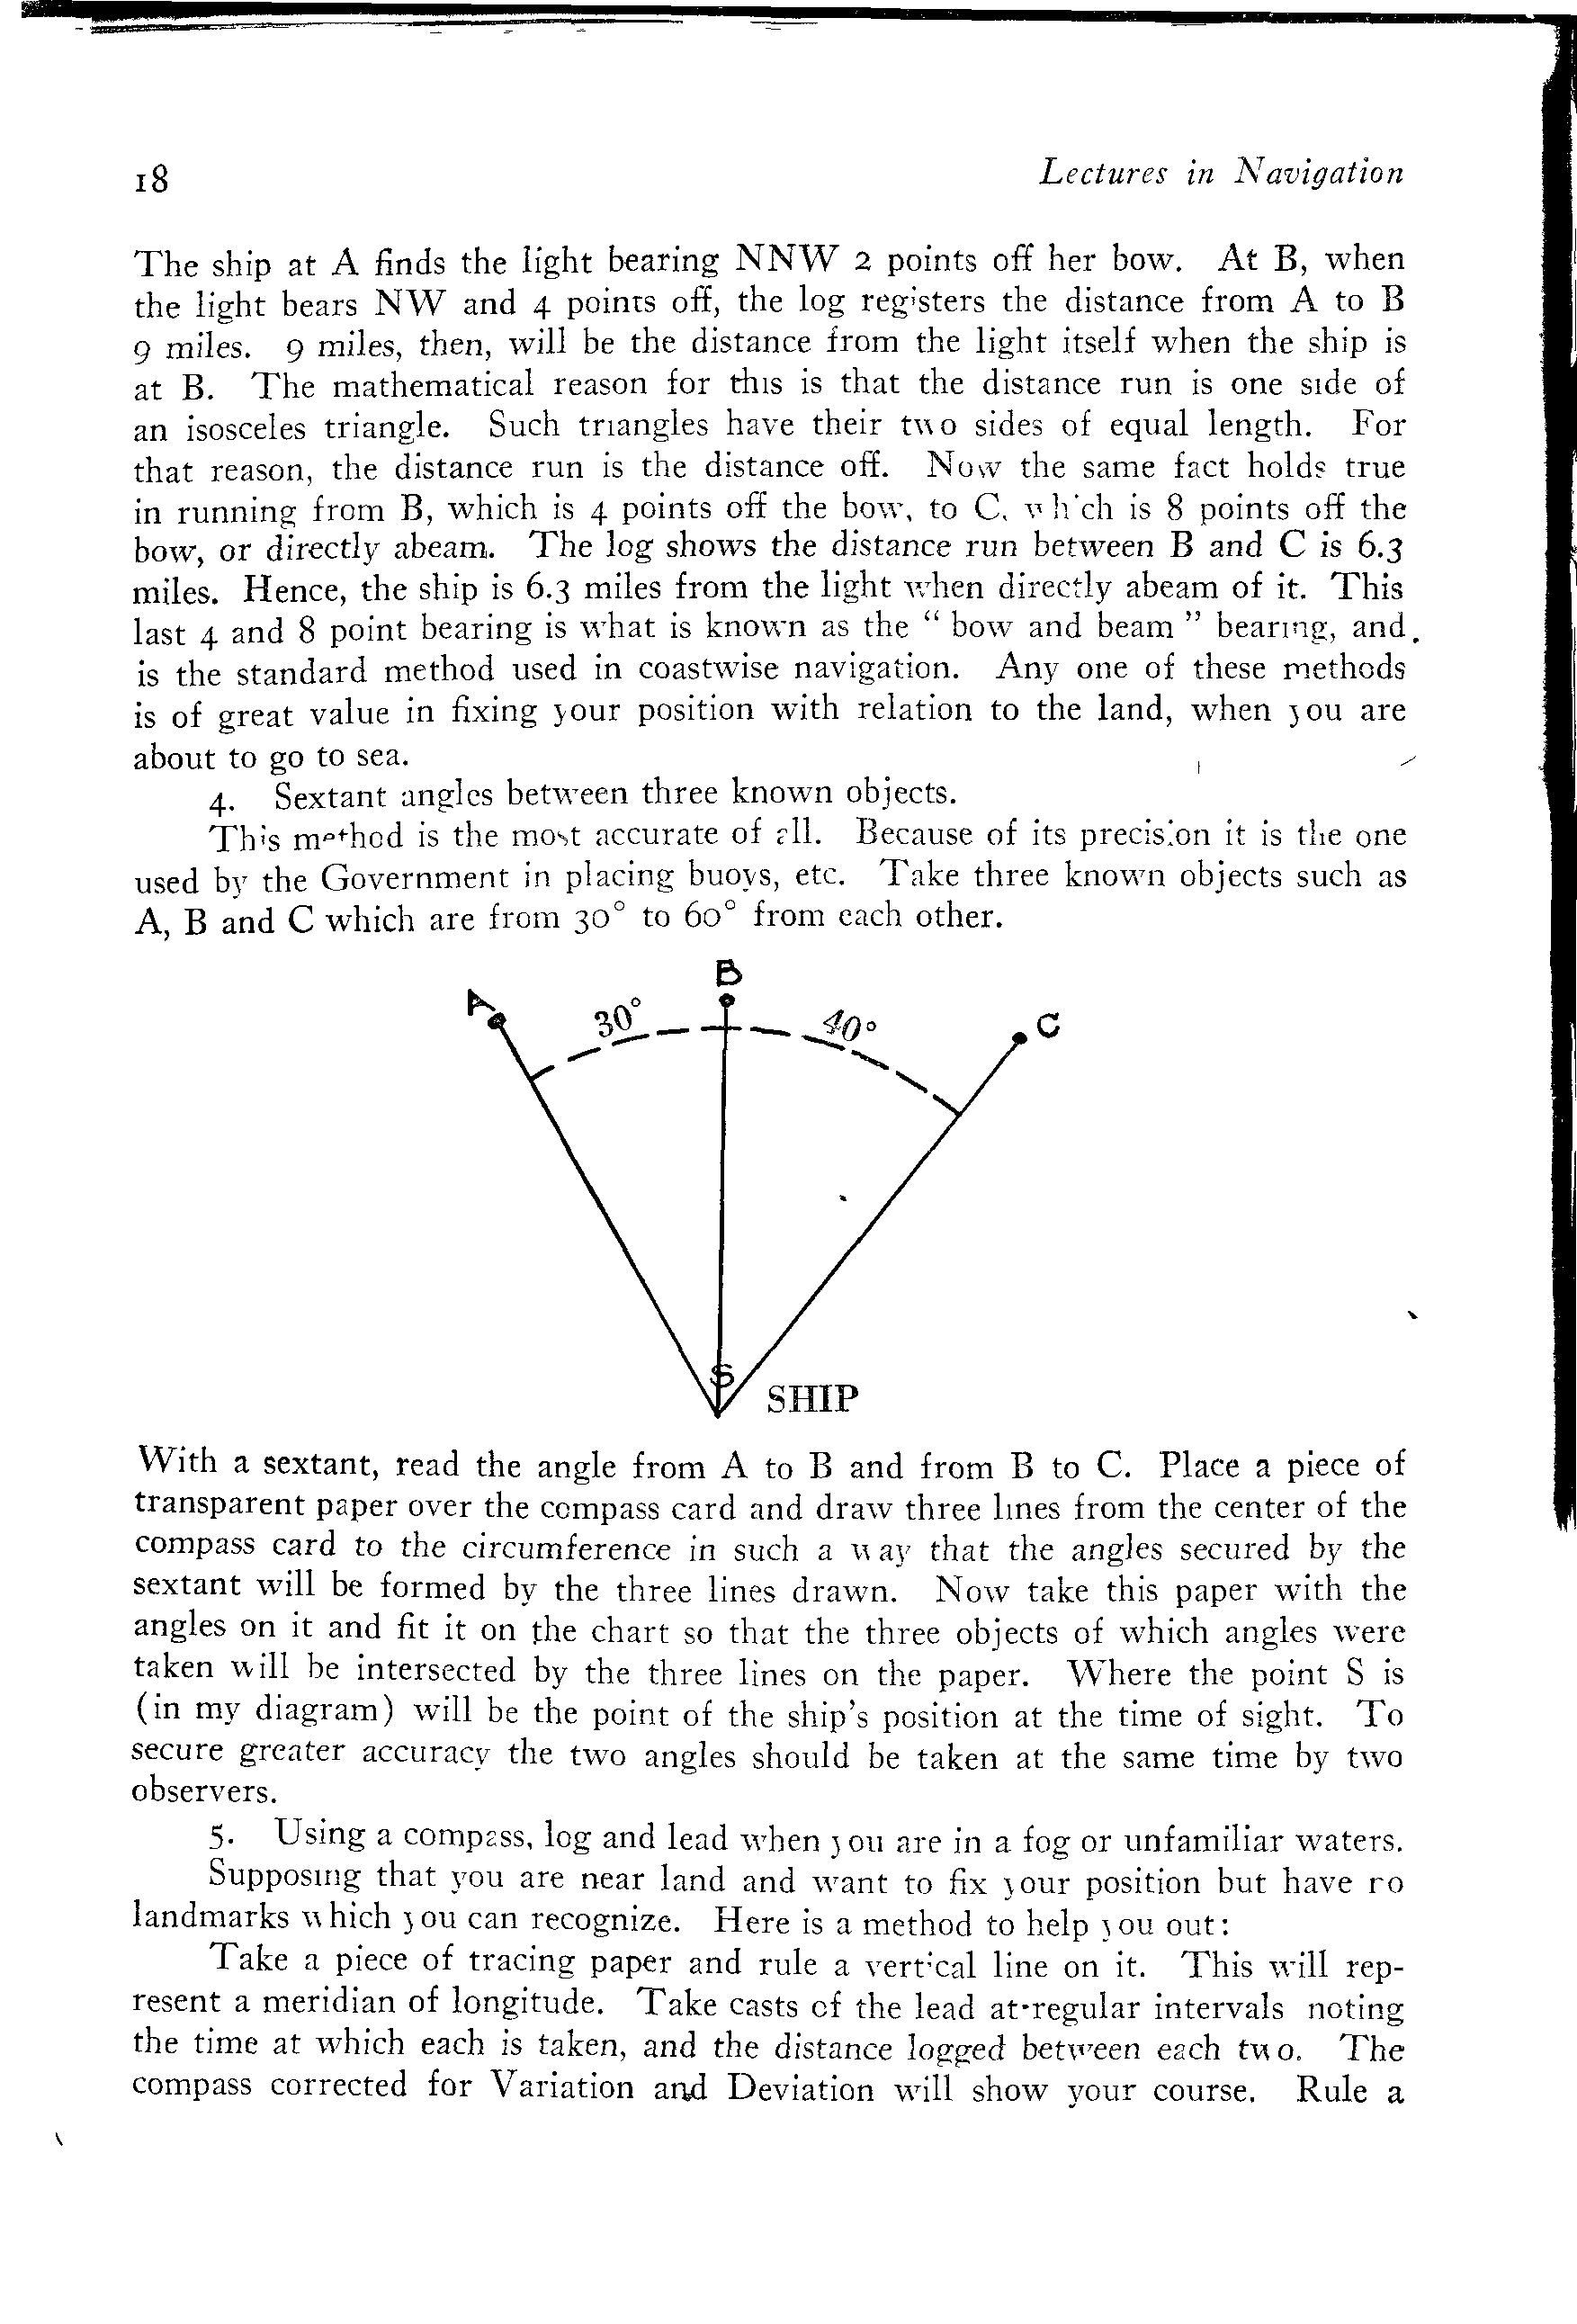 18
Lectures in Navigation
The ship at A finds the light bearing NNW 2 points off her bow. At B, when
the light bears NW and 4 points off, the log registers the distance from A to B
9 miles. 9 miles, then, will be the distance from the light itself when the ship is
at B. The mathematical reason for this is that the distance run is one side of
an isosceles triangle. Such triangles have their two sides of equal length. For
that reason, the distance run is the distance off. Now the same fact holds true
in running from B, which is 4 points off the bow, to C, which is 8 points off the
bow, or directly abeam. The log shows the distance run between B and C is 6.3
miles. Hence, the ship is 6.3 miles from the light when directly abeam of it. This
last 4 and 8 point bearing is what is known as the " bow and beam " bearing, and
is the standard method used in coastwise navigation. Any one of these methods
is of great value in fixing your position with relation to the land, when you are
about to go to sea.
4. Sextant angles between three known objects.
This method is the most accurate of all. Because of its precision it is the one
used by the Government in placing buoys, etc. Take three known objects such as
A, B and C which are from 30° to 60° from each other.
B
A
30°
40°
C
S
SHIP
With a sextant, read the angle from A to B and from B to C. Place a piece of
transparent paper over the compass card and draw three lines from the center of the
compass card to the circumference in such a way that the angles secured by the
sextant will be formed by the three lines drawn. Now take this paper with the
angles on it and fit it on the chart so that the three objects of which angles were
taken will be intersected by the three lines on the paper. Where the point S is
(in my diagram) will be the point of the ship's position at the time of sight. To
secure greater accuracy the two angles should be taken at the same time by two
observers.
5. Using a compass, log and lead when you are in a fog or unfamiliar waters.
Supposing that you are near land and want to fix your position but have no
landmarks which you can recognize. Here is a method to help you out:
Take a piece of tracing paper and rule a vertical line on it. This will rep-
resent a meridian of longitude. Take casts of the lead at regular intervals noting
the time at which each is taken, and the distance logged between each two. The
compass corrected for Variation and Deviation will show your course. Rule a